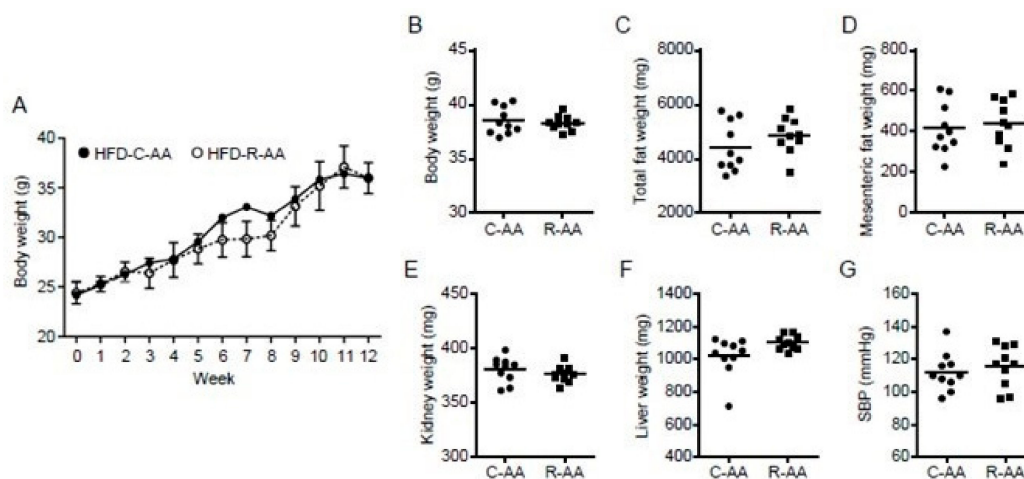 A
Body weight (g)
40
35
30
25
20
HFD-C-AA
HFD-R-AA
0 1 2 3 4 5 6 7 8 9 10 11 12
Week
B
Body weight (g)
45
40
35
30
C-AA R-AA
C
Total fat weight (mg)
8000
6000
4000
2000
C-AA R-AA
D
Mesenteric fat weight (mg)
800
600
400
200
0
C-AA R-AA
E
Kidney weight (mg)
450
400
350
300
C-AA R-AA
F
Liver weight (mg)
1400
1200
1000
800
600
400
C-AA R-AA
G
SBP (mmHg)
160
140
120
100
80
60
C-AA R-AA